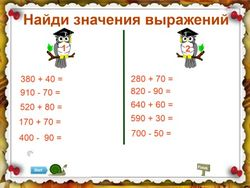 Найди значения выражений
1
2
380 + 40 =
910 - 70 =
520 + 80 =
170 + 70 =
400 - 90 =
280 + 70 =
820 - 90 =
640 + 60 =
590 + 30 =
700 - 50 =